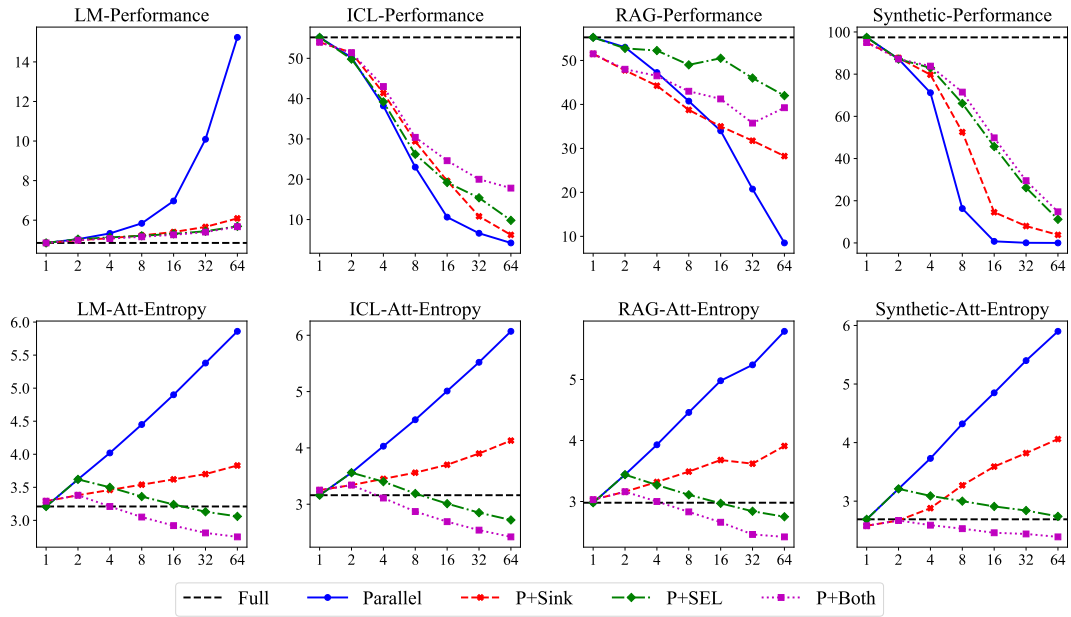 LM-Performance
14
12
10
8
6
1 2 4 8 16 32 64
ICL-Performance
50
40
30
20
10
1 2 4 8 16 32 64
RAG-Performance
50
40
30
20
10
1 2 4 8 16 32 64
Synthetic-Performance
100
80
60
40
20
0
1 2 4 8 16 32 64
LM-Att-Entropy
6.0
5.5
5.0
4.5
4.0
3.5
3.0
1 2 4 8 16 32 64
ICL-Att-Entropy
6
5
4
3
1 2 4 8 16 32 64
RAG-Att-Entropy
5
4
3
1 2 4 8 16 32 64
Synthetic-Att-Entropy
6
5
4
3
1 2 4 8 16 32 64
Full Parallel P+Sink P+SEL P+Both